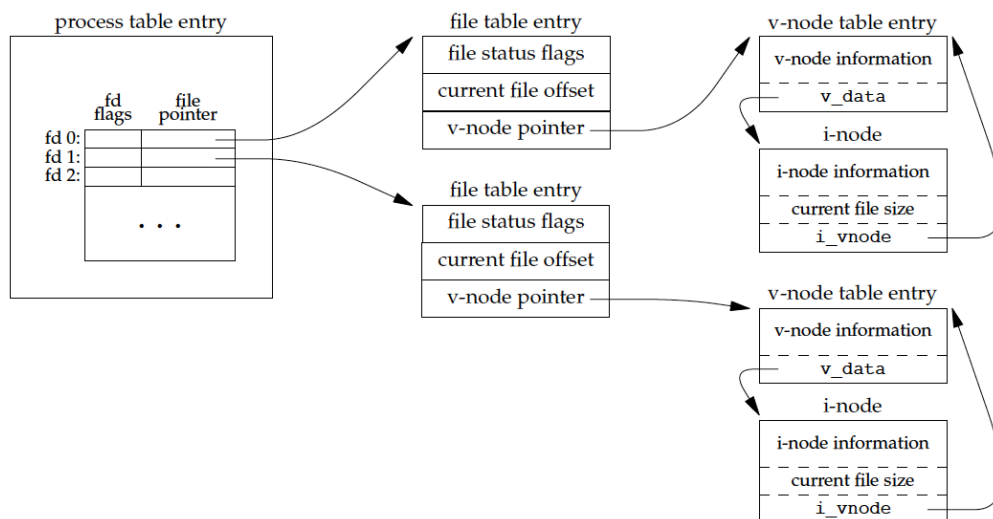 process table entry
fd
flags
file
pointer
fd 0:
fd 1:
fd 2:
. . .
file table entry
file status flags
current file offset
v-node pointer
file table entry
file status flags
current file offset
v-node pointer
v-node table entry
v-node information
v_data
i-node
i-node information
current file size
i_vnode
v-node table entry
v-node information
v_data
i-node
i-node information
current file size
i_vnode